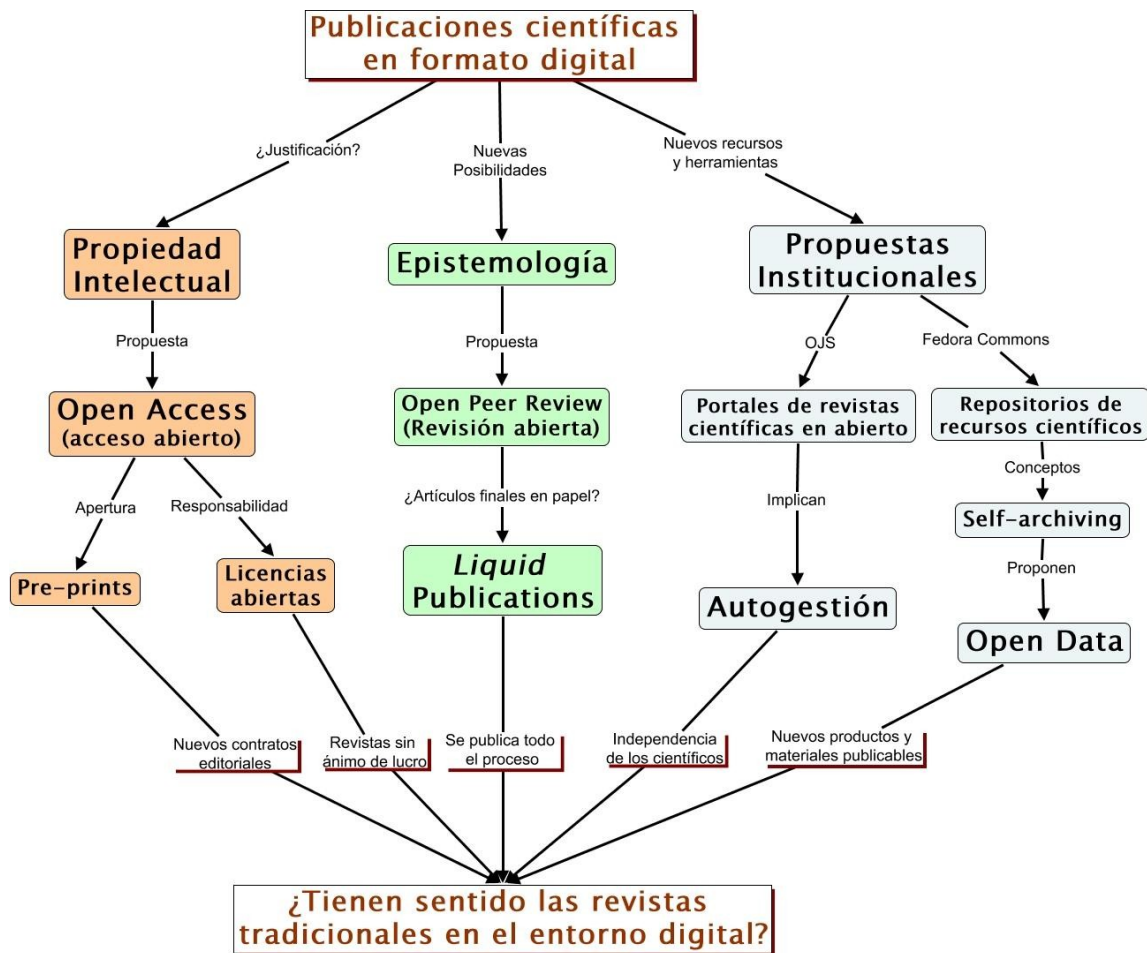 Publicaciones científicas
en formato digital
¿Justificación?
Nuevas
Posibilidades
Nuevos recursos
y herramientas
Propiedad
Intelectual
Epistemología
Propuestas
Institucionales
Propuesta
Propuesta
OJS
Fedora Commons
Open Access
(acceso abierto)
Open Peer Review
(Revisión abierta)
Portales de revistas
científicas en abierto
Repositorios de
recursos científicos
Apertura
Responsabilidad
¿Artículos finales en papel?
Implican
Conceptos
Self-archiving
Pre-prints
Licencias
abiertas
Liquid
Publications
Autogestión
Proponen
Open Data
Nuevos contratos
editoriales
Revistas sin
ánimo de lucro
Se publica todo
el proceso
Independencia
de los científicos
Nuevos productos y
materiales publicables
¿Tienen sentido las revistas
tradicionales en el entorno digital?